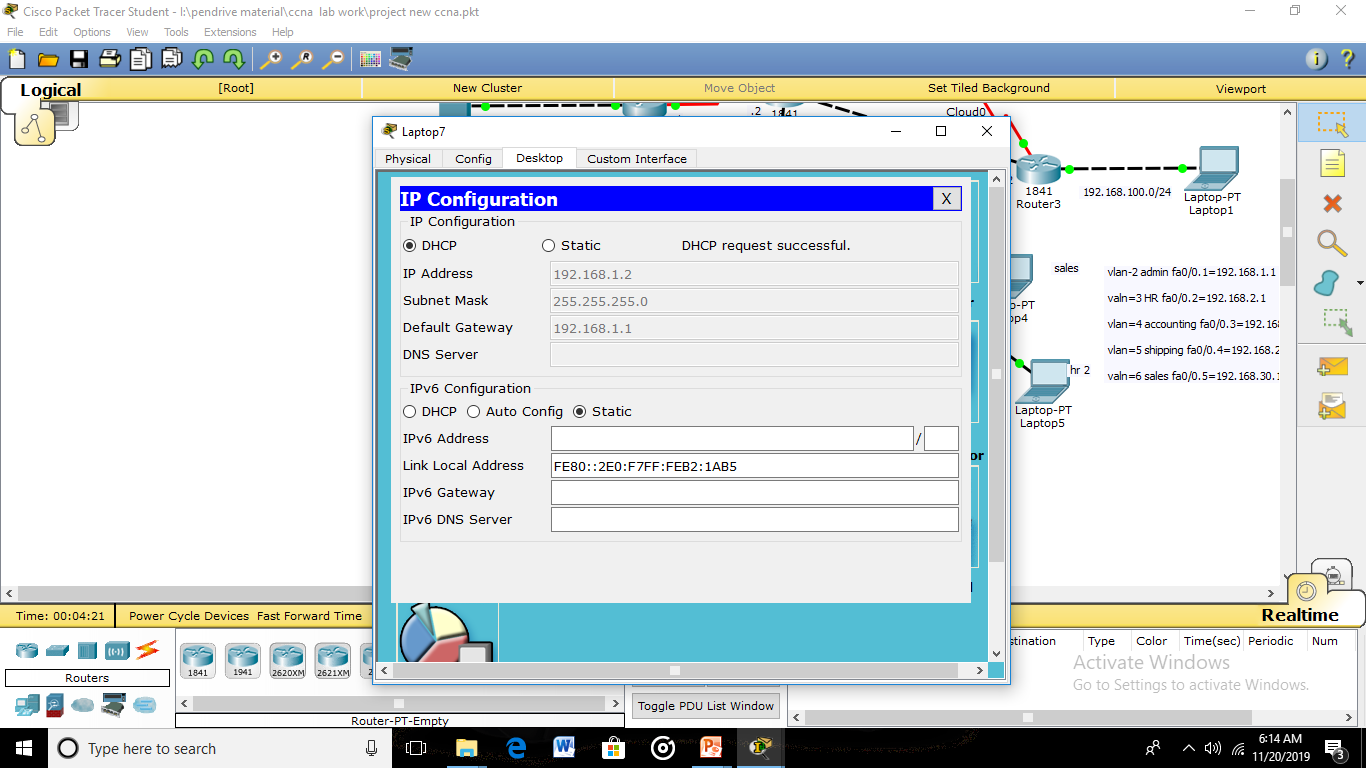 Cisco Packet Tracer Student - I:\pendrive material\ccna lab work\project new ccna.pkt
File Edit Options View Tools Extensions Help
Logical [Root] New Cluster Move Object Set Tiled Background Viewport
.2 1841 Cloud0
Laptop7
Physical Config Desktop Custom Interface
IP Configuration X
IP Configuration
DHCP Static DHCP request successful.
IP Address 192.168.1.2
Subnet Mask 255.255.255.0
Default Gateway 192.168.1.1
DNS Server
IPv6 Configuration
DHCP Auto Config Static
IPv6 Address /
Link Local Address FE80::2E0:F7FF:FEB2:1AB5
IPv6 Gateway
IPv6 DNS Server
1841
Router3
192.168.100.0/24
Laptop-PT
Laptop1
sales
vlan-2 admin fa0/0.1=192.168.1.1
valn=3 HR fa0/0.2=192.168.2.1
vlan=4 accounting fa0/0.3=192.168
vlan=5 shipping fa0/0.4=192.168.2
valn=6 sales fa0/0.5=192.168.30.1
hr 2
Laptop-PT
Laptop5
Time: 00:04:21 Power Cycle Devices Fast Forward Time Realtime
Routers
1841 1941 2620XM 2621XM
Router-PT-Empty
Toggle PDU List Window
stination Type Color Time(sec) Periodic Num
Activate Windows
Go to Settings to activate Windows.
Type here to search
6:14 AM
11/20/2019
3